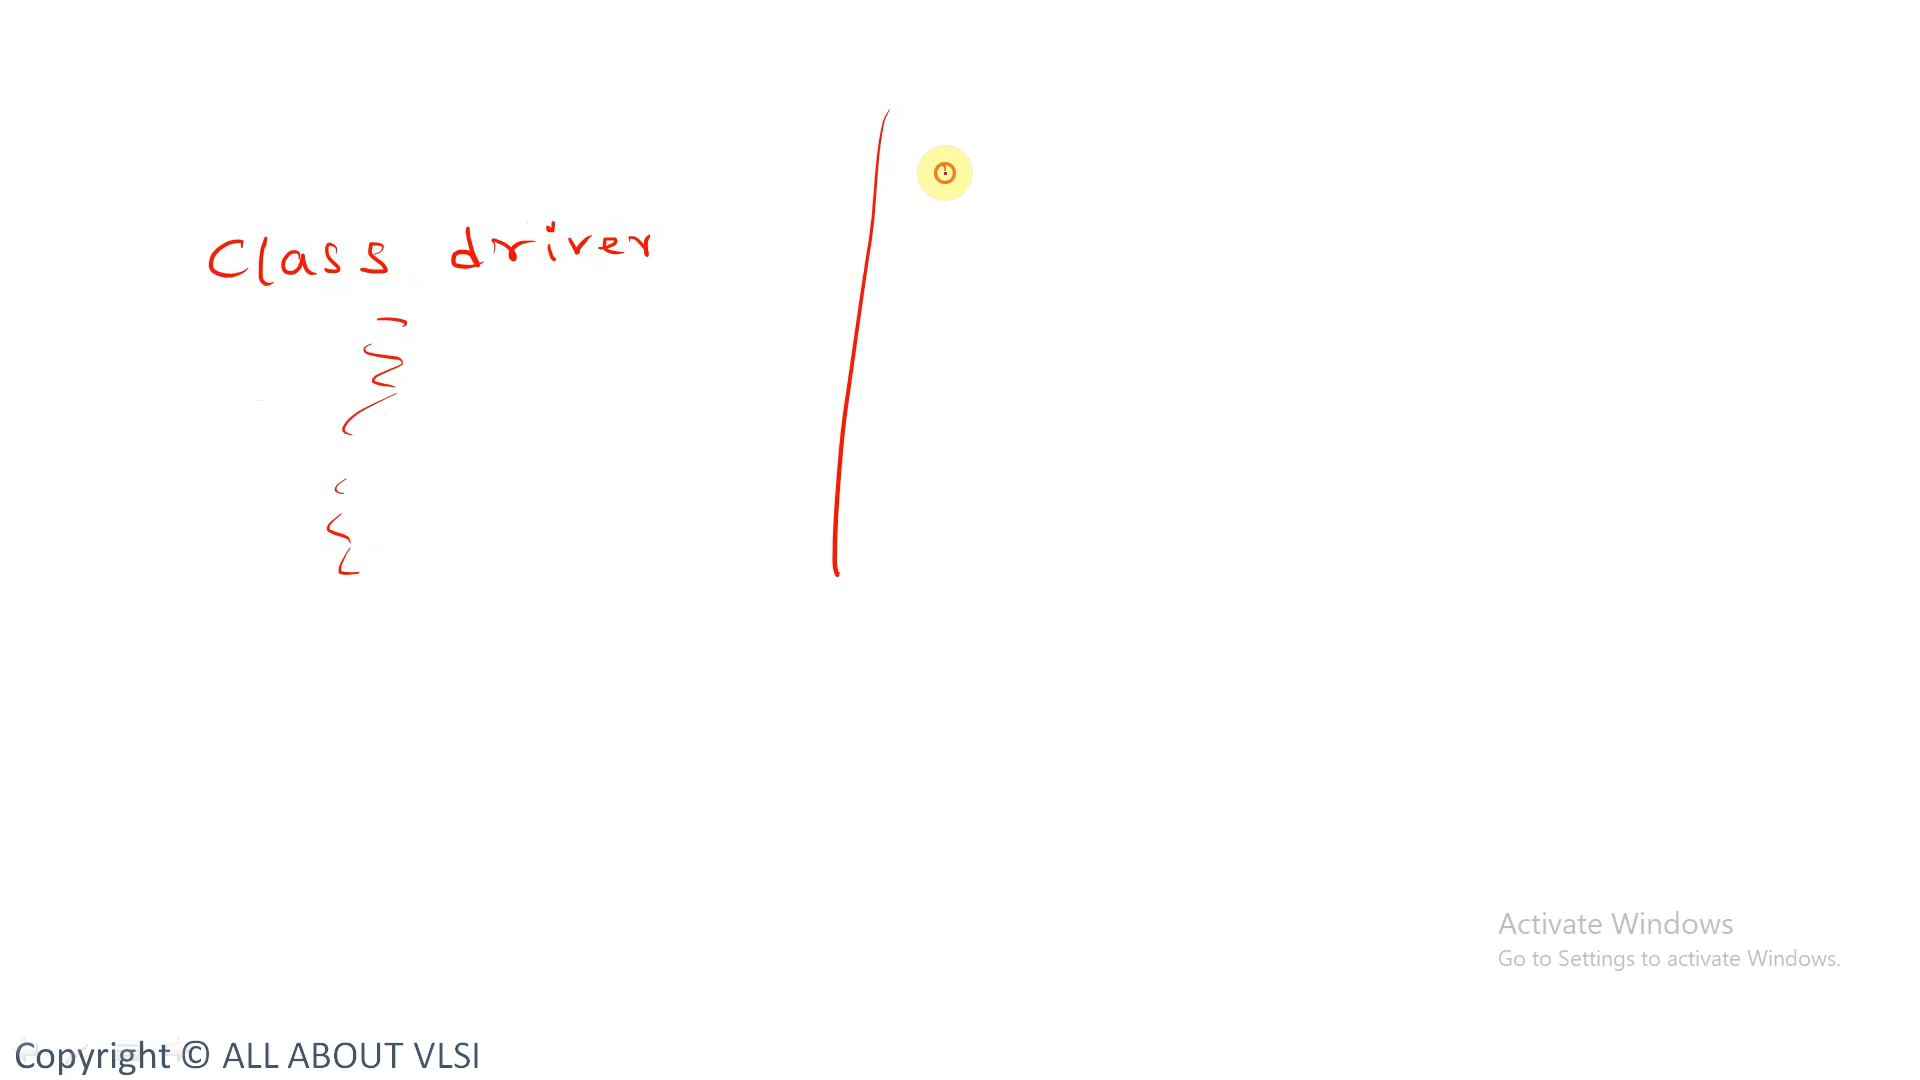 Class driver
Activate Windows
Go to Settings to activate Windows.
Copyright © ALL ABOUT VLSI